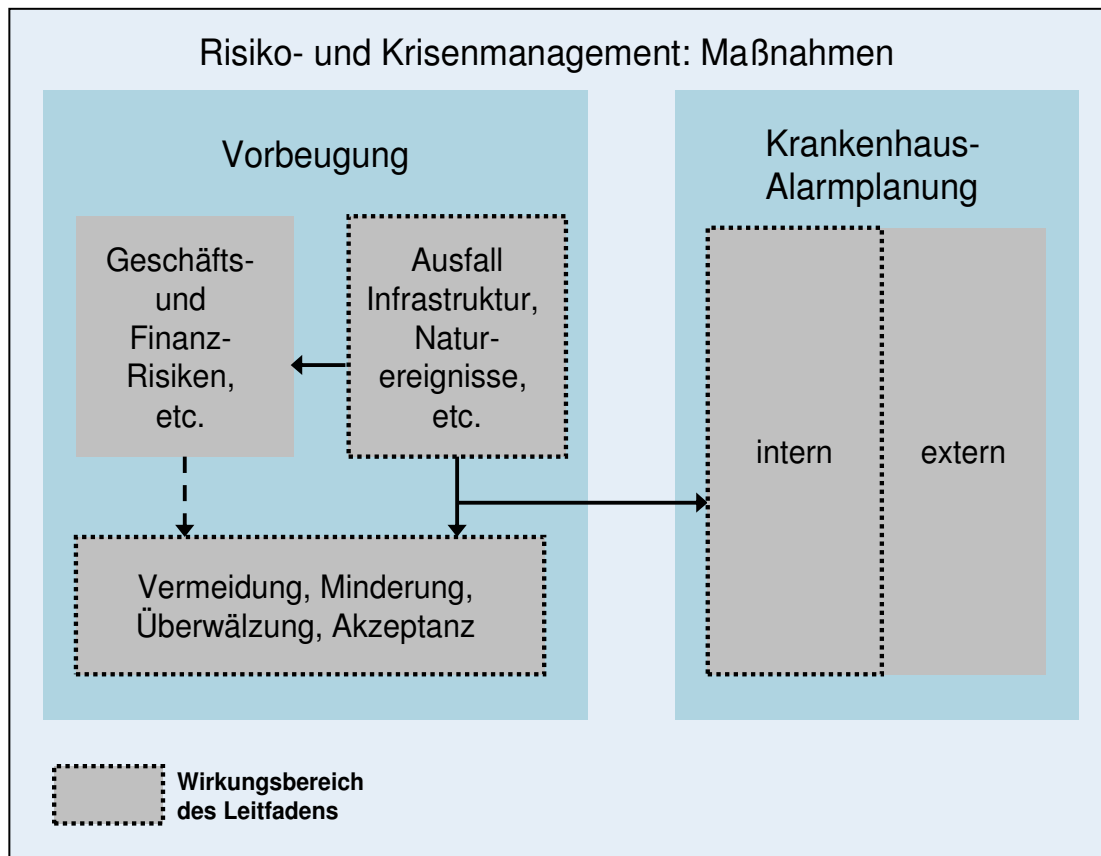 Risiko- und Krisenmanagement: Maßnahmen
Vorbeugung
Geschäfts-
und
Finanz-
Risiken,
etc.
Ausfall
Infrastruktur,
Natur-
ereignisse,
etc.
Vermeidung, Minderung,
Überwälzung, Akzeptanz
Krankenhaus-
Alarmplanung
intern
extern
Wirkungsbereich
des Leitfadens